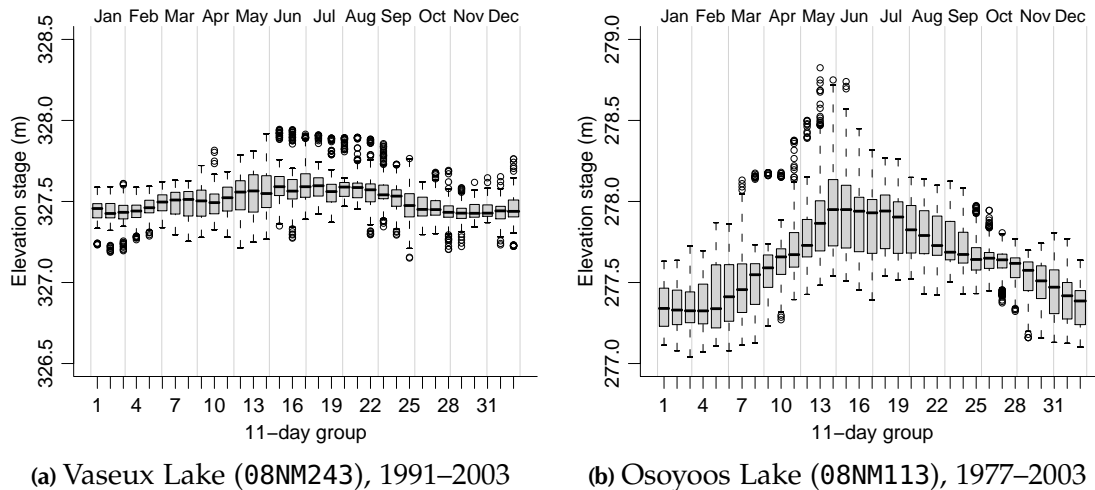 Jan Feb Mar Apr May Jun Jul Aug Sep Oct Nov Dec
328.5
328.0
327.5
327.0
326.5
Elevation stage (m)
1 4 7 10 13 16 19 22 25 28 31
11−day group
(a) Vaseux Lake (08NM243), 1991–2003
Jan Feb Mar Apr May Jun Jul Aug Sep Oct Nov Dec
279.0
278.5
278.0
277.5
277.0
Elevation stage (m)
1 4 7 10 13 16 19 22 25 28 31
11−day group
(b) Osoyoos Lake (08NM113), 1977–2003